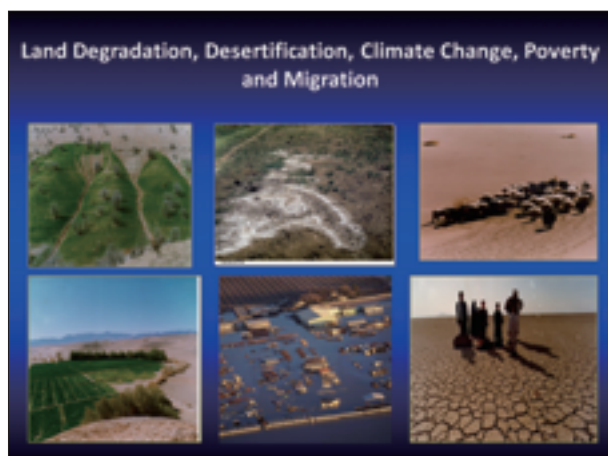 Land Degradation, Desertification, Climate Change, Poverty
and Migration